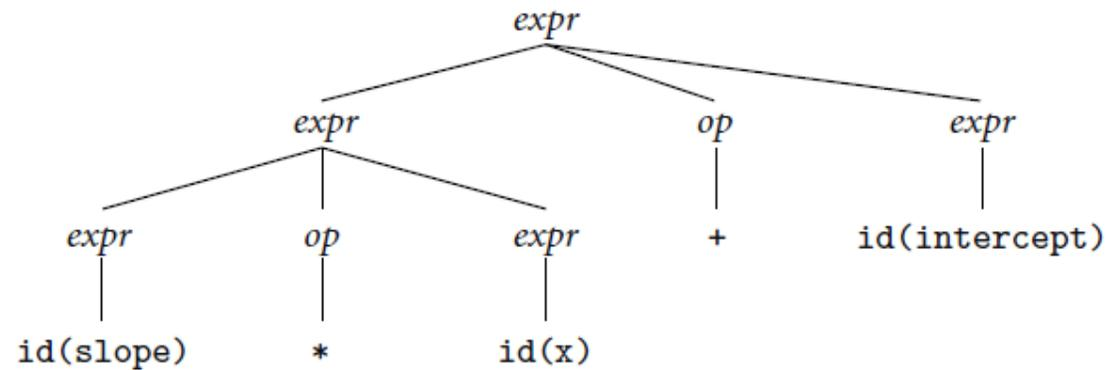 expr
expr op expr
expr op expr + id(intercept)
id(slope) * id(x)